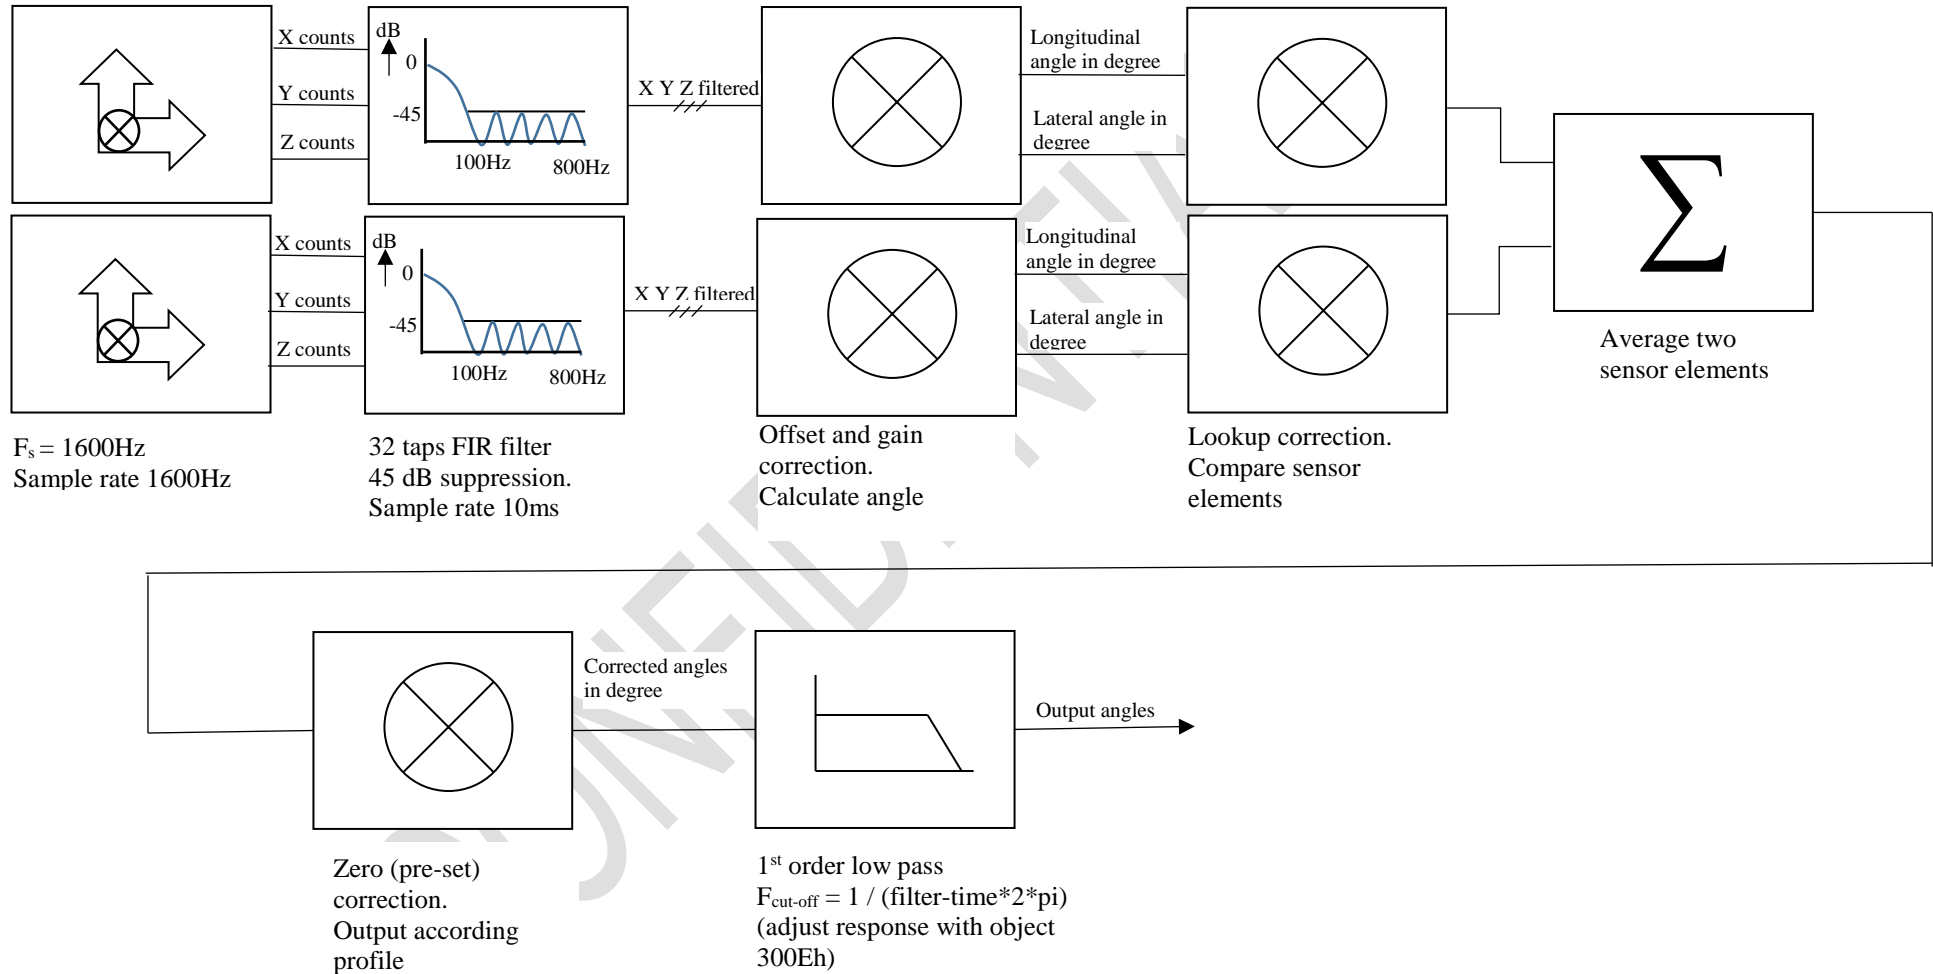 X counts
Y counts
Z counts
dB
0
-45
100Hz
800Hz
X Y Z filtered
Longitudinal
angle in degree
Lateral angle in
degree
X counts
Y counts
Z counts
dB
0
-45
100Hz
800Hz
X Y Z filtered
Longitudinal
angle in degree
Lateral angle in
degree
∑
Average two
sensor elements
Fs = 1600Hz
Sample rate 1600Hz
32 taps FIR filter
45 dB suppression.
Sample rate 10ms
Offset and gain
correction.
Calculate angle
Lookup correction.
Compare sensor
elements
Corrected angles
in degree
Output angles
Zero (pre-set)
correction.
Output according
profile
1st order low pass
Fcut-off = 1 / (filter-time*2*pi)
(adjust response with object
300Eh)